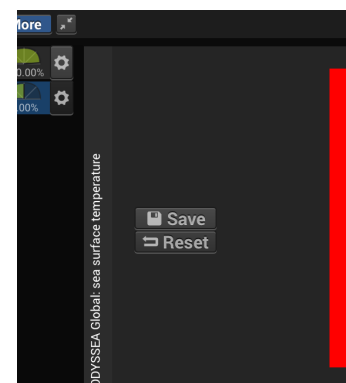 More
0.00%
.00%
ODYSSEA Global: sea surface temperature
Save
Reset